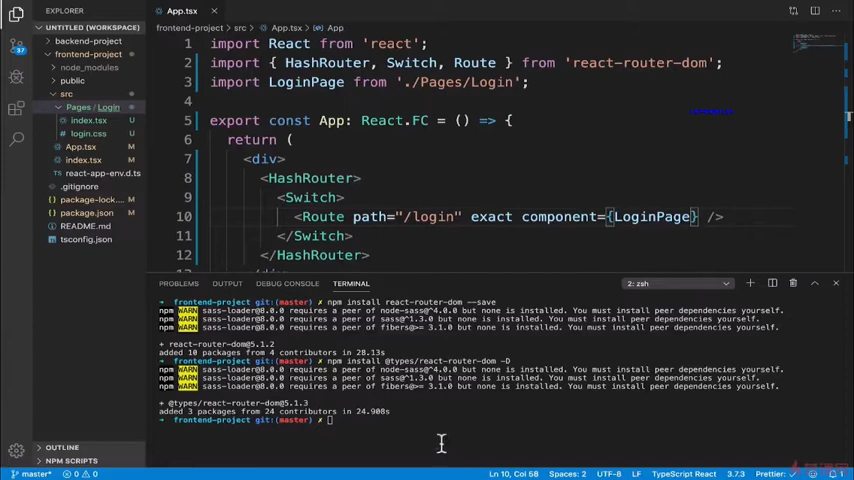 EXPLORER
App.tsx
UNTITLED (WORKSPACE)
frontend-project > src > App.tsx > App
37
backend-project
frontend-project
node_modules
public
src
Pages / Login
index.tsx U
login.css U
App.tsx M
index.tsx M
react-app-env.d.ts
.gitignore
package-lock.... M
package.json M
README.md
tsconfig.json
OUTLINE
NPM SCRIPTS
1 import React from 'react';
2 import { HashRouter, Switch, Route } from 'react-router-dom';
3 import LoginPage from './Pages/Login';
4
5 export const App: React.FC = () => {
6 return (
7 <div>
8 <HashRouter>
9 <Switch>
10 <Route path="/login" exact component={LoginPage} />
11 </Switch>
12 </HashRouter>
PROBLEMS OUTPUT DEBUG CONSOLE TERMINAL 2: zsh
→ frontend-project git:(master) ✗ npm install react-router-dom --save
npm WARN sass-loader@8.0.0 requires a peer of node-sass@^4.0.0 but none is installed. You must install peer dependencies yourself.
npm WARN sass-loader@8.0.0 requires a peer of sass@^1.3.0 but none is installed. You must install peer dependencies yourself.
npm WARN sass-loader@8.0.0 requires a peer of fibers@>= 3.1.0 but none is installed. You must install peer dependencies yourself.
+ react-router-dom@5.1.2
added 10 packages from 4 contributors in 28.13s
→ frontend-project git:(master) ✗ npm install @types/react-router-dom -D
npm WARN sass-loader@8.0.0 requires a peer of node-sass@^4.0.0 but none is installed. You must install peer dependencies yourself.
npm WARN sass-loader@8.0.0 requires a peer of sass@^1.3.0 but none is installed. You must install peer dependencies yourself.
npm WARN sass-loader@8.0.0 requires a peer of fibers@>= 3.1.0 but none is installed. You must install peer dependencies yourself.
+ @types/react-router-dom@5.1.3
added 3 packages from 24 contributors in 24.908s
→ frontend-project git:(master) ✗
master* 0 0 Ln 10, Col 58 Spaces: 2 UTF-8 LF TypeScript React 3.7.3 Prettier: ✓ 1